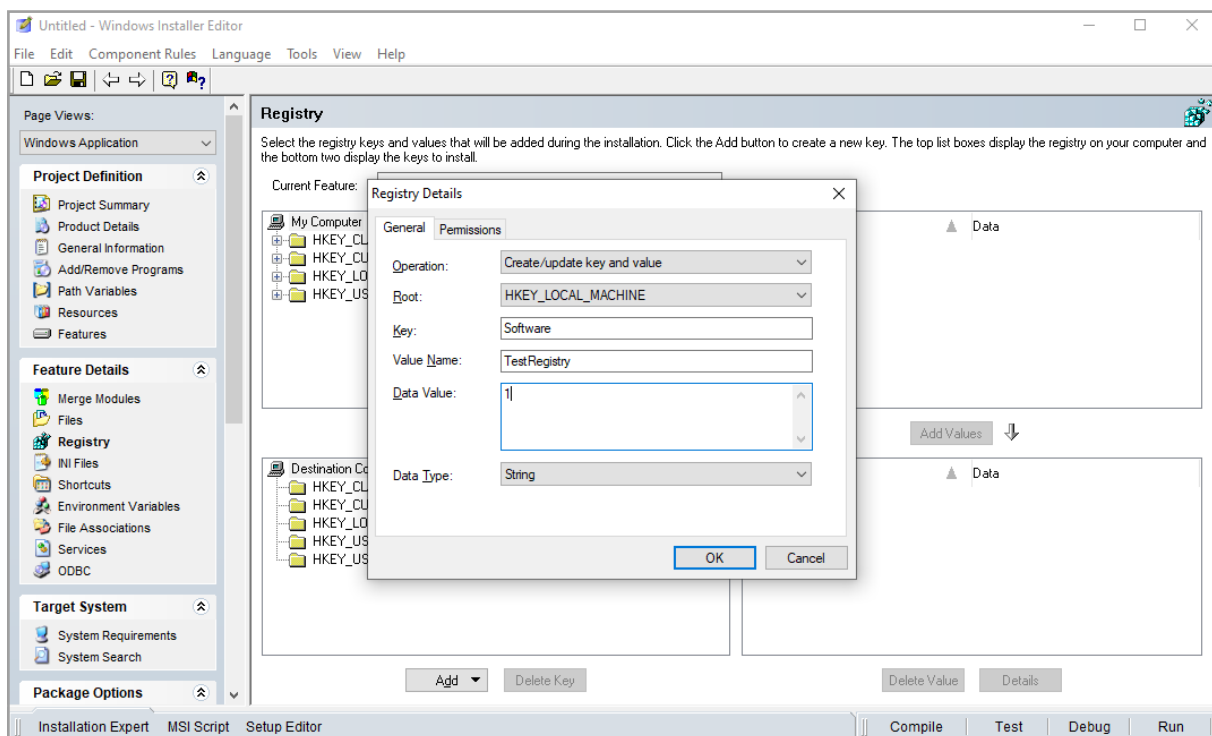 Untitled - Windows Installer Editor
File Edit Component Rules Language Tools View Help
Page Views:
Windows Application
Project Definition
Project Summary
Product Details
General Information
Add/Remove Programs
Path Variables
Resources
Features
Feature Details
Merge Modules
Files
Registry
INI Files
Shortcuts
Environment Variables
File Associations
Services
ODBC
Target System
System Requirements
System Search
Package Options
Registry
Select the registry keys and values that will be added during the installation. Click the Add button to create a new key. The top list boxes display the registry on your computer and
the bottom two display the keys to install.
Current Feature:
My Computer
HKEY_CL
HKEY_CU
HKEY_LO
HKEY_US
Data
Add Values
Destination Co
HKEY_CL
HKEY_CU
HKEY_LO
HKEY_US
HKEY_US
Data
Add
Delete Key
Delete Value
Details
Registry Details
General Permissions
Operation: Create/update key and value
Root: HKEY_LOCAL_MACHINE
Key: Software
Value Name: TestRegistry
Data Value: 1
Data Type: String
OK Cancel
Installation Expert MSI Script Setup Editor
Compile Test Debug Run